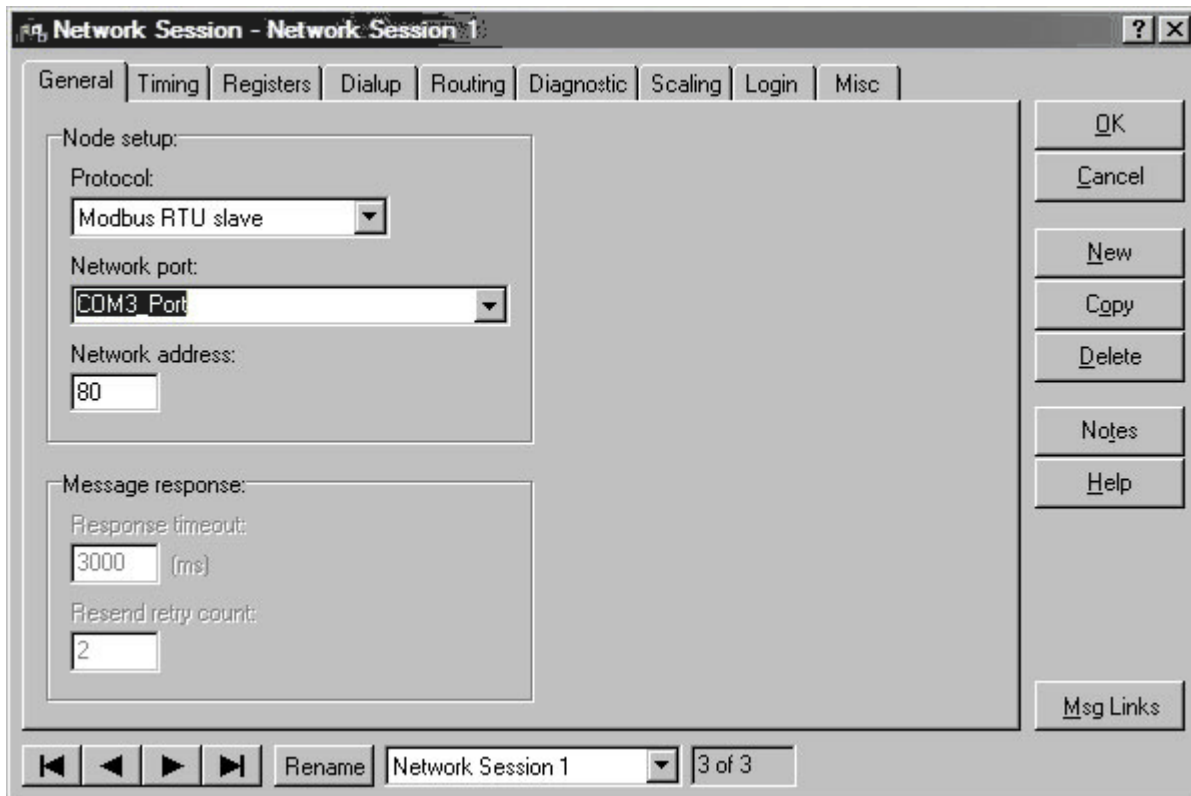 Network Session - Network Session 1
General Timing Registers Dialup Routing Diagnostic Scaling Login Misc
Node setup:
Protocol:
Modbus RTU slave
Network port:
COM3_Port
Network address:
80
Message response:
Response timeout:
3000 (ms)
Resend retry count:
2
OK
Cancel
New
Copy
Delete
Notes
Help
Msg Links
Rename Network Session 1 3 of 3